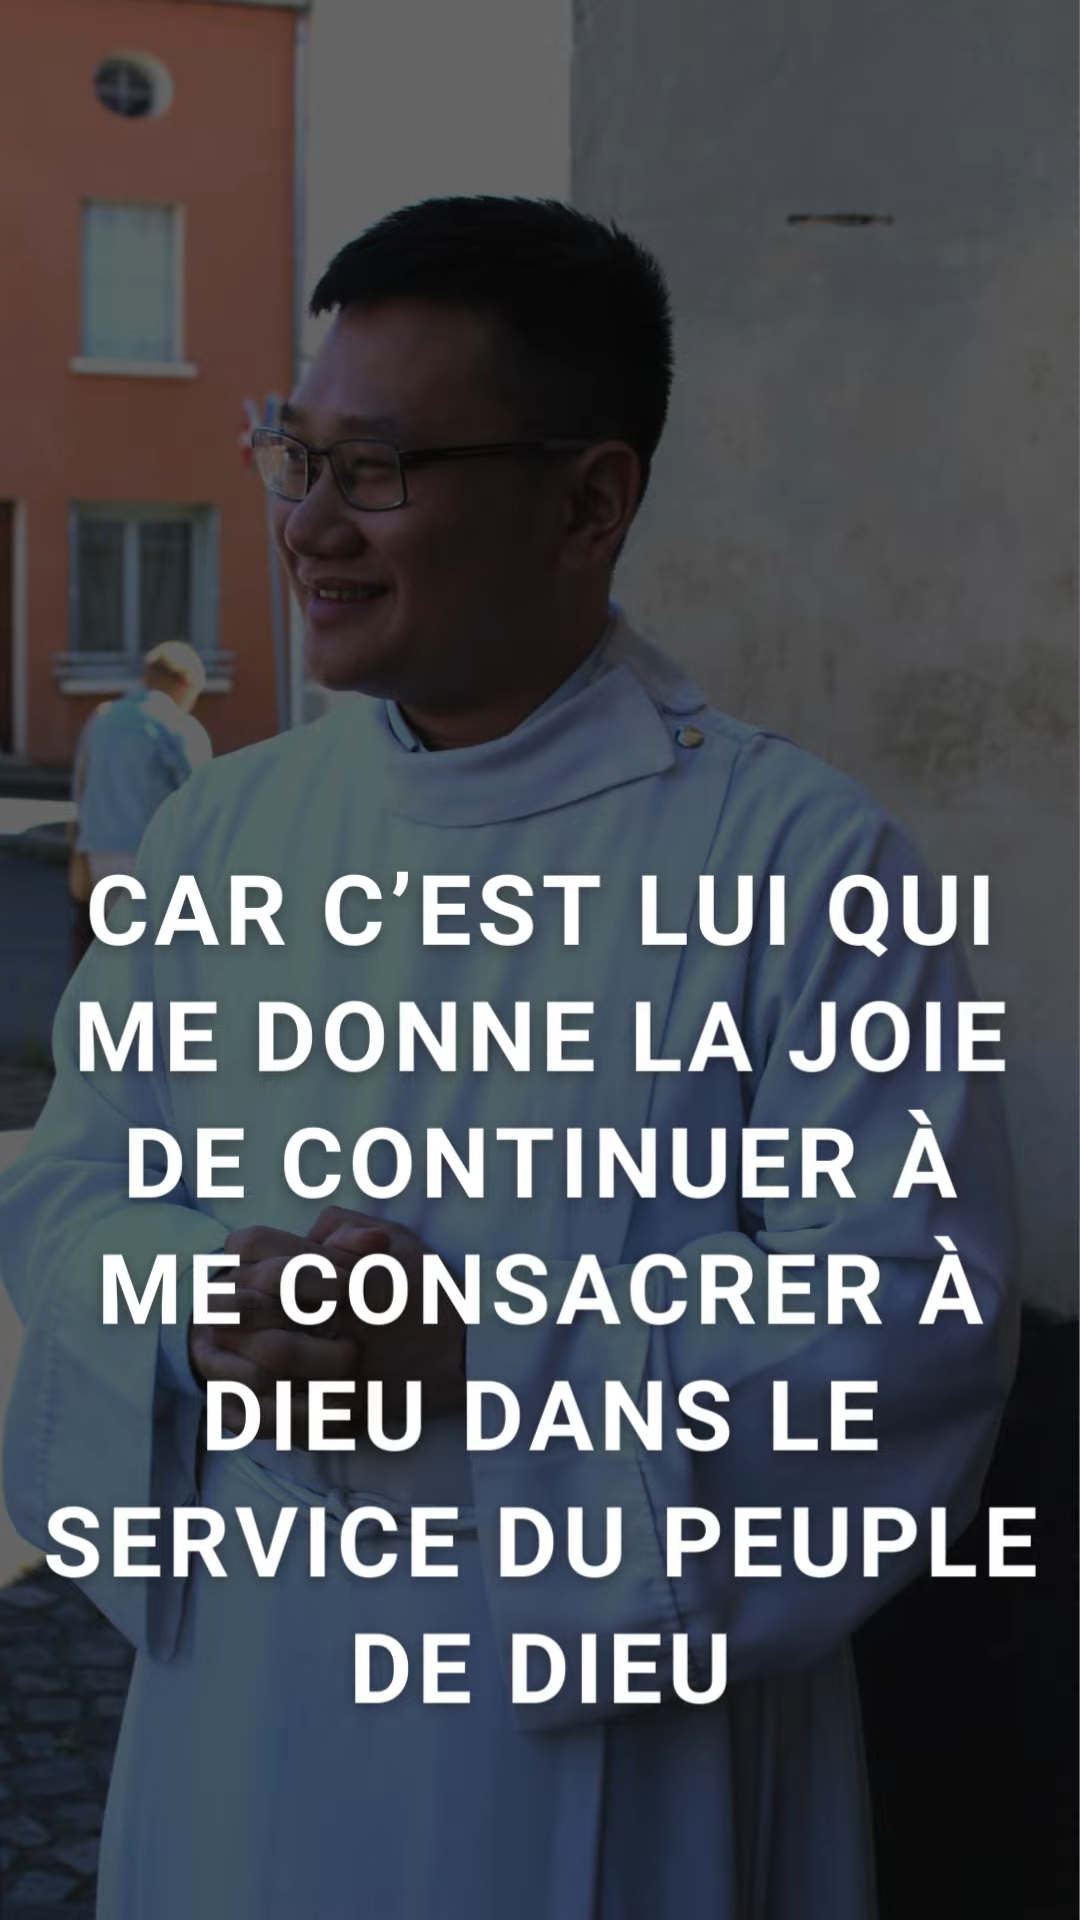 CAR C’EST LUI QUI
ME DONNE LA JOIE
DE CONTINUER À
ME CONSACRER À
DIEU DANS LE
SERVICE DU PEUPLE
DE DIEU